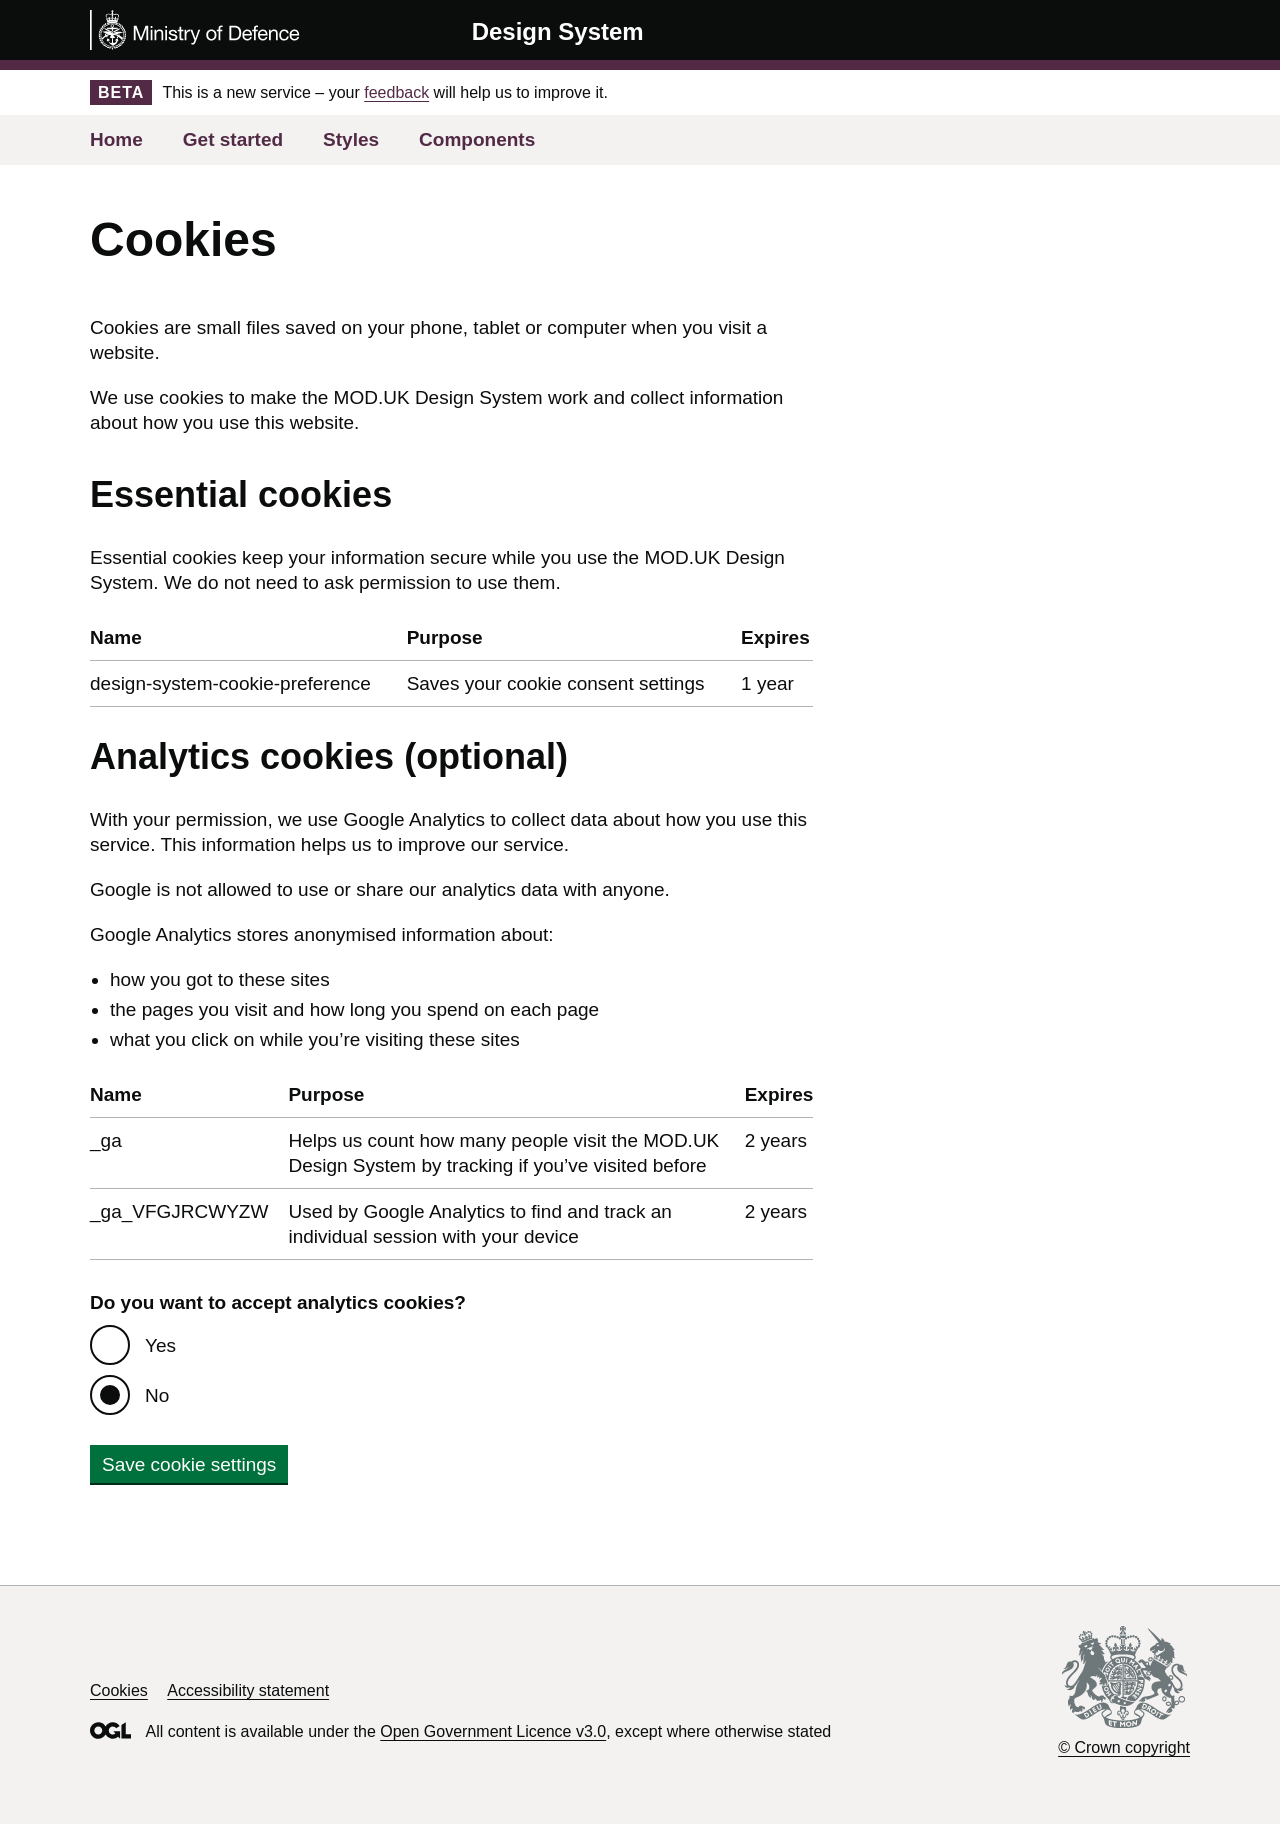 Ministry of Defence
Design System
BETA This is a new service – your feedback will help us to improve it.
Home Get started Styles Components
Cookies
Cookies are small files saved on your phone, tablet or computer when you visit a
website.
We use cookies to make the MOD.UK Design System work and collect information
about how you use this website.
Essential cookies
Essential cookies keep your information secure while you use the MOD.UK Design
System. We do not need to ask permission to use them.
Name Purpose Expires
design-system-cookie-preference Saves your cookie consent settings 1 year
Analytics cookies (optional)
With your permission, we use Google Analytics to collect data about how you use this
service. This information helps us to improve our service.
Google is not allowed to use or share our analytics data with anyone.
Google Analytics stores anonymised information about:
• how you got to these sites
• the pages you visit and how long you spend on each page
• what you click on while you’re visiting these sites
Name Purpose Expires
_ga Helps us count how many people visit the MOD.UK 2 years
Design System by tracking if you’ve visited before
_ga_VFGJRCWYZW Used by Google Analytics to find and track an 2 years
individual session with your device
Do you want to accept analytics cookies?
Yes
No
Save cookie settings
Cookies Accessibility statement
OGL All content is available under the Open Government Licence v3.0, except where otherwise stated
DIEU ET MON DROIT
© Crown copyright